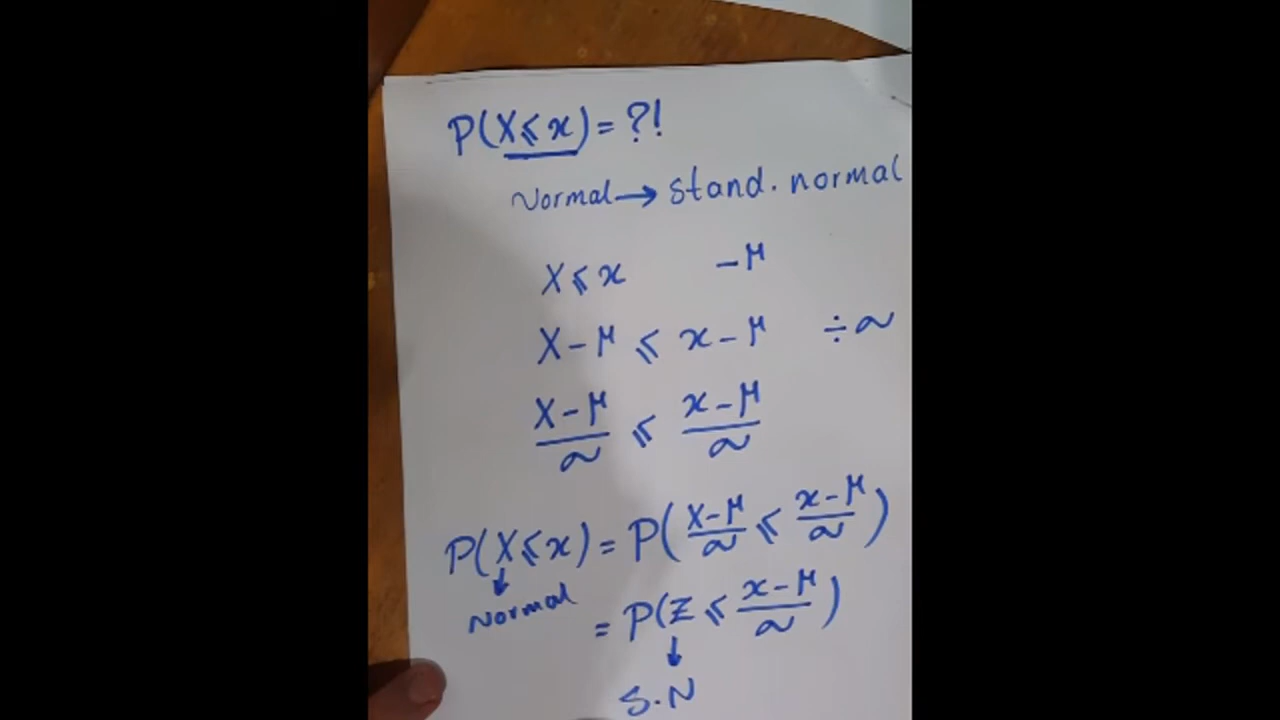 P(X⩽x) = ?!
Normal → Stand. normal
X⩽x -μ
X-μ ⩽ x-μ ÷σ
(X-μ)/σ ⩽ (x-μ)/σ
P(X⩽x) = P((X-μ)/σ ⩽ (x-μ)/σ)
↓
Normal
= P(Z ⩽ (x-μ)/σ)
↓
S.N